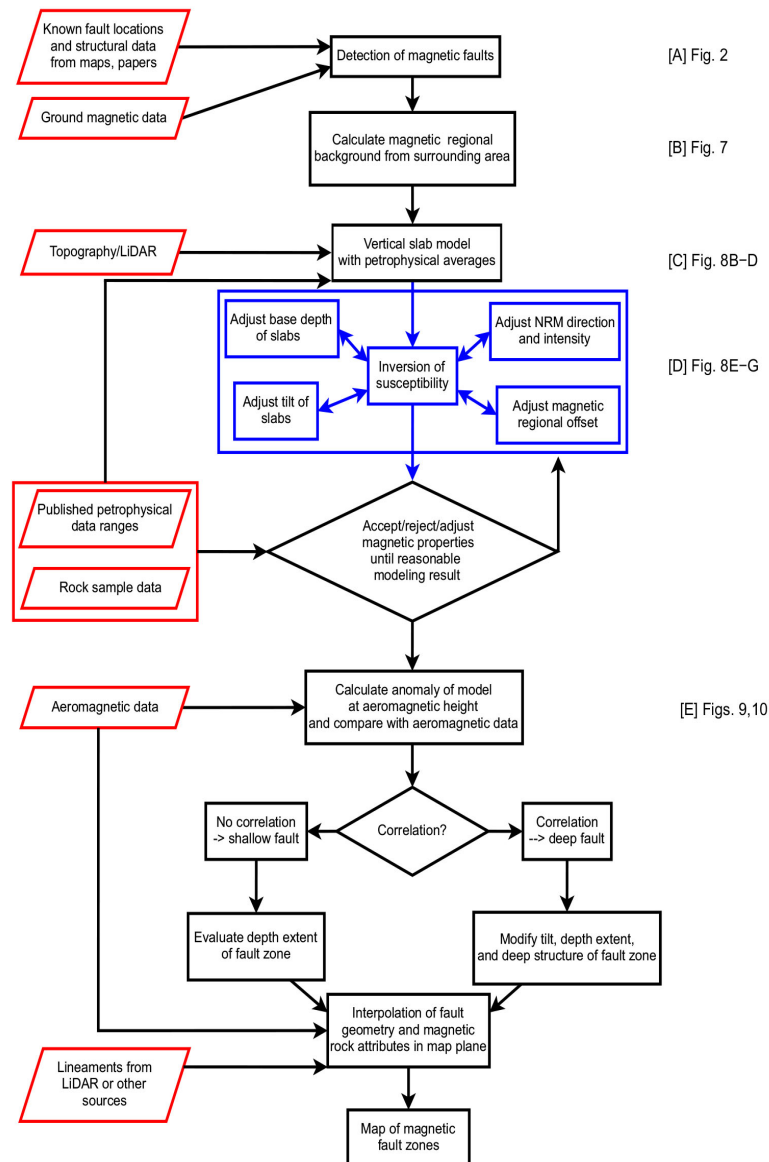 Known fault locations
and structural data
from maps, papers
Detection of magnetic faults
[A] Fig. 2
Ground magnetic data
Calculate magnetic regional
background from surrounding area
[B] Fig. 7
Topography/LiDAR
Vertical slab model
with petrophysical averages
[C] Fig. 8B−D
Adjust base depth
of slabs
Adjust NRM direction
and intensity
Inversion of
susceptibility
[D] Fig. 8E−G
Adjust tilt of
slabs
Adjust magnetic
regional offset
Published petrophysical
data ranges
Rock sample data
Accept/reject/adjust
magnetic properties
until reasonable
modeling result
Aeromagnetic data
Calculate anomaly of model
at aeromagnetic height
and compare with aeromagnetic data
[E] Figs. 9,10
No correlation
-> shallow fault
Correlation?
Correlation
--> deep fault
Evaluate depth extent
of fault zone
Modify tilt, depth extent,
and deep structure of fault zone
Interpolation of fault
geometry and magnetic
rock attributes in map plane
Lineaments from
LiDAR or other
sources
Map of magnetic
fault zones